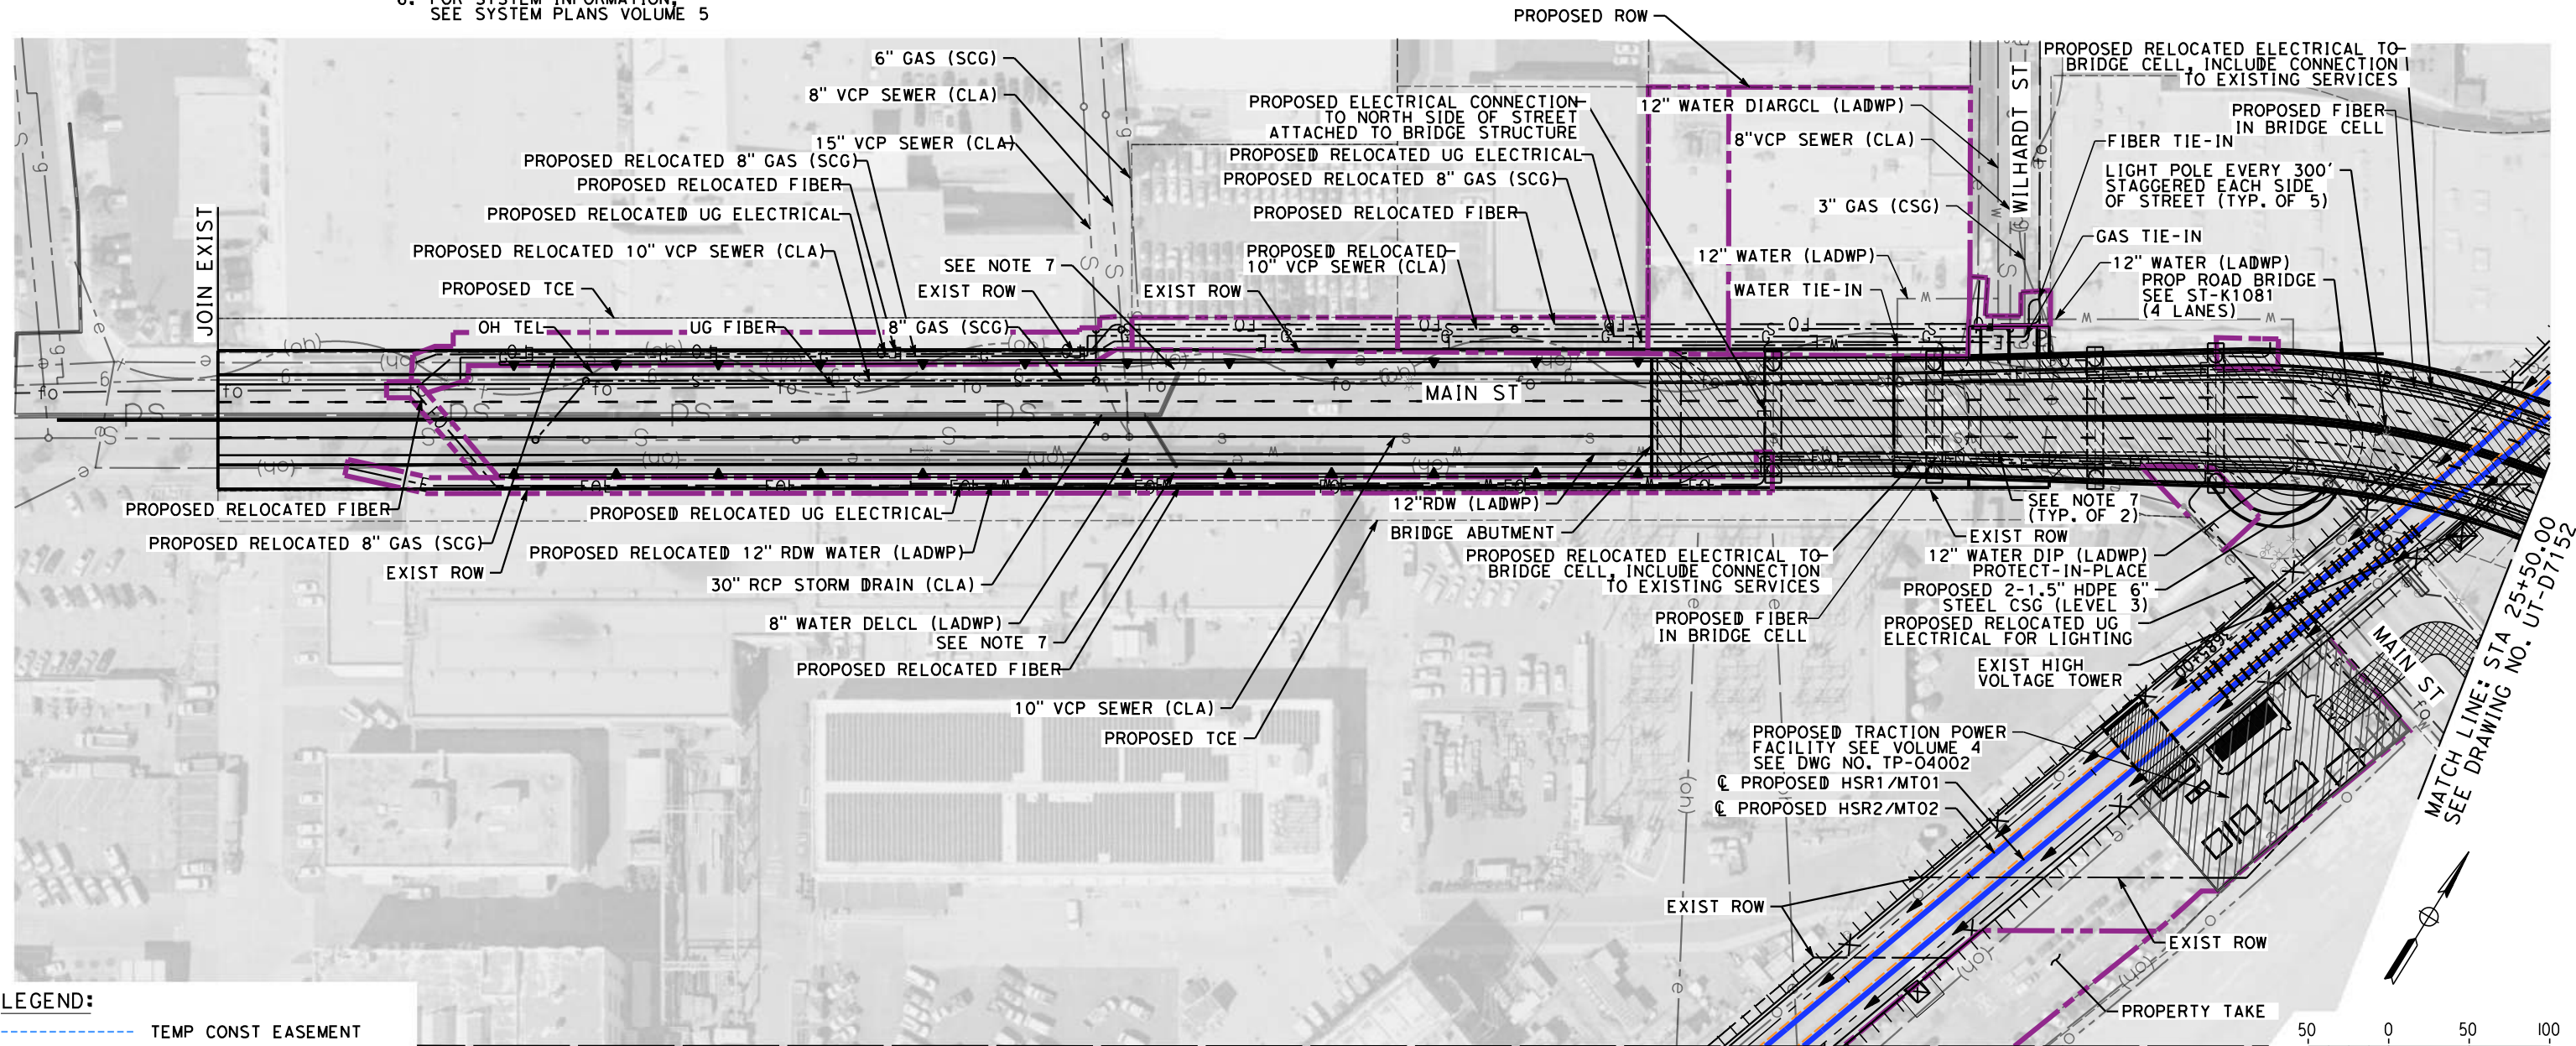 6. FOR SYSTEM INFORMATION,
SEE SYSTEM PLANS VOLUME 5
PROPOSED ROW
6" GAS (SCG)
8" VCP SEWER (CLA)
15" VCP SEWER (CLA)
PROPOSED RELOCATED 8" GAS (SCG)
PROPOSED RELOCATED FIBER
PROPOSED RELOCATED UG ELECTRICAL
PROPOSED RELOCATED 10" VCP SEWER (CLA)
SEE NOTE 7
PROPOSED TCE
EXIST ROW
OH TEL
UG FIBER
8" GAS (SCG)
JOIN EXIST
PROPOSED ELECTRICAL CONNECTION
TO NORTH SIDE OF STREET
ATTACHED TO BRIDGE STRUCTURE
PROPOSED RELOCATED UG ELECTRICAL
PROPOSED RELOCATED 8" GAS (SCG)
PROPOSED RELOCATED FIBER
PROPOSED RELOCATED
10" VCP SEWER (CLA)
EXIST ROW
12" WATER DIARGCL (LADWP)
8"VCP SEWER (CLA)
3" GAS (CSG)
12" WATER (LADWP)
WATER TIE-IN
WILHARDT ST
PROPOSED RELOCATED ELECTRICAL TO
BRIDGE CELL, INCLUDE CONNECTION
TO EXISTING SERVICES
PROPOSED FIBER
IN BRIDGE CELL
FIBER TIE-IN
LIGHT POLE EVERY 300'
STAGGERED EACH SIDE
OF STREET (TYP. OF 5)
GAS TIE-IN
12" WATER (LADWP)
PROP ROAD BRIDGE
SEE ST-K1081
(4 LANES)
MAIN ST
PROPOSED RELOCATED FIBER
PROPOSED RELOCATED 8" GAS (SCG)
EXIST ROW
PROPOSED RELOCATED UG ELECTRICAL
PROPOSED RELOCATED 12" RDW WATER (LADWP)
30" RCP STORM DRAIN (CLA)
8" WATER DELCL (LADWP)
SEE NOTE 7
PROPOSED RELOCATED FIBER
10" VCP SEWER (CLA)
PROPOSED TCE
12"RDW (LADWP)
BRIDGE ABUTMENT
PROPOSED RELOCATED ELECTRICAL TO
BRIDGE CELL, INCLUDE CONNECTION
TO EXISTING SERVICES
PROPOSED FIBER
IN BRIDGE CELL
SEE NOTE 7
(TYP. OF 2)
EXIST ROW
12" WATER DIP (LADWP)
PROTECT-IN-PLACE
PROPOSED 2-1.5" HDPE 6"
STEEL CSG (LEVEL 3)
PROPOSED RELOCATED UG
ELECTRICAL FOR LIGHTING
EXIST HIGH
VOLTAGE TOWER
3685+00
MAIN ST
MATCH LINE: STA 25+50.00
SEE DRAWING NO. UT-D7152
PROPOSED TRACTION POWER
FACILITY SEE VOLUME 4
SEE DWG NO. TP-04002
℄ PROPOSED HSR1/MT01
℄ PROPOSED HSR2/MT02
EXIST ROW
EXIST ROW
PROPERTY TAKE
LEGEND:
TEMP CONST EASEMENT
50 0 50 100